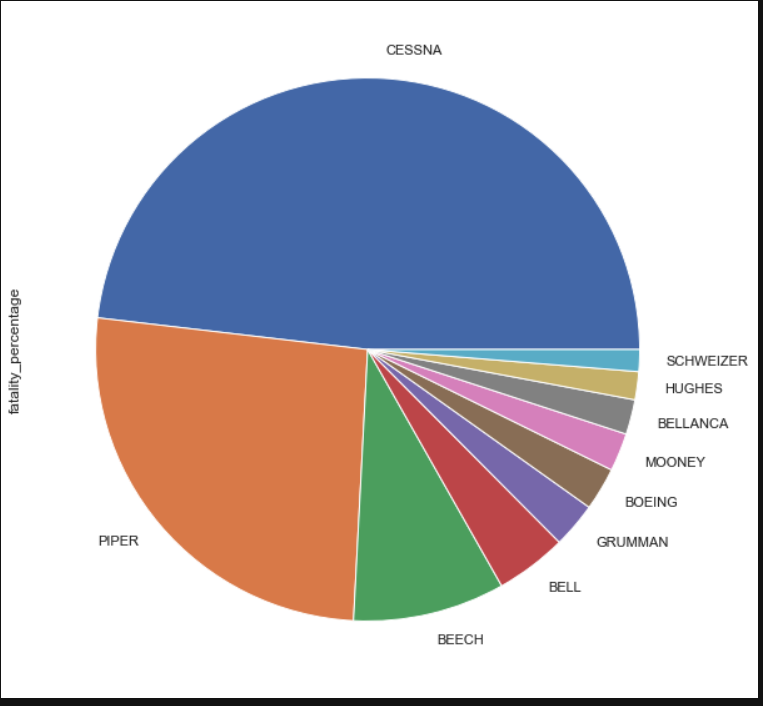 CESSNA
fatality_percentage
SCHWEIZER
HUGHES
BELLANCA
MOONEY
BOEING
PIPER
GRUMMAN
BELL
BEECH